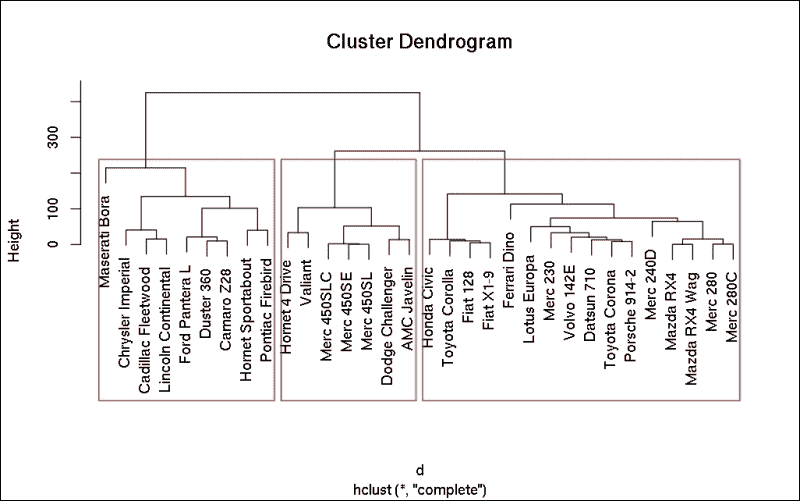 Cluster Dendrogram
Height
300
100
0
Maserati Bora
Chrysler Imperial
Cadillac Fleetwood
Lincoln Continental
Ford Pantera L
Duster 360
Camaro Z28
Hornet Sportabout
Pontiac Firebird
Hornet 4 Drive
Valiant
Merc 450SLC
Merc 450SE
Merc 450SL
Dodge Challenger
AMC Javelin
Honda Civic
Toyota Corolla
Fiat 128
Fiat X1-9
Ferrari Dino
Lotus Europa
Merc 230
Volvo 142E
Datsun 710
Toyota Corona
Porsche 914-2
Merc 240D
Mazda RX4
Mazda RX4 Wag
Merc 280
Merc 280C
d
hclust (*, "complete")